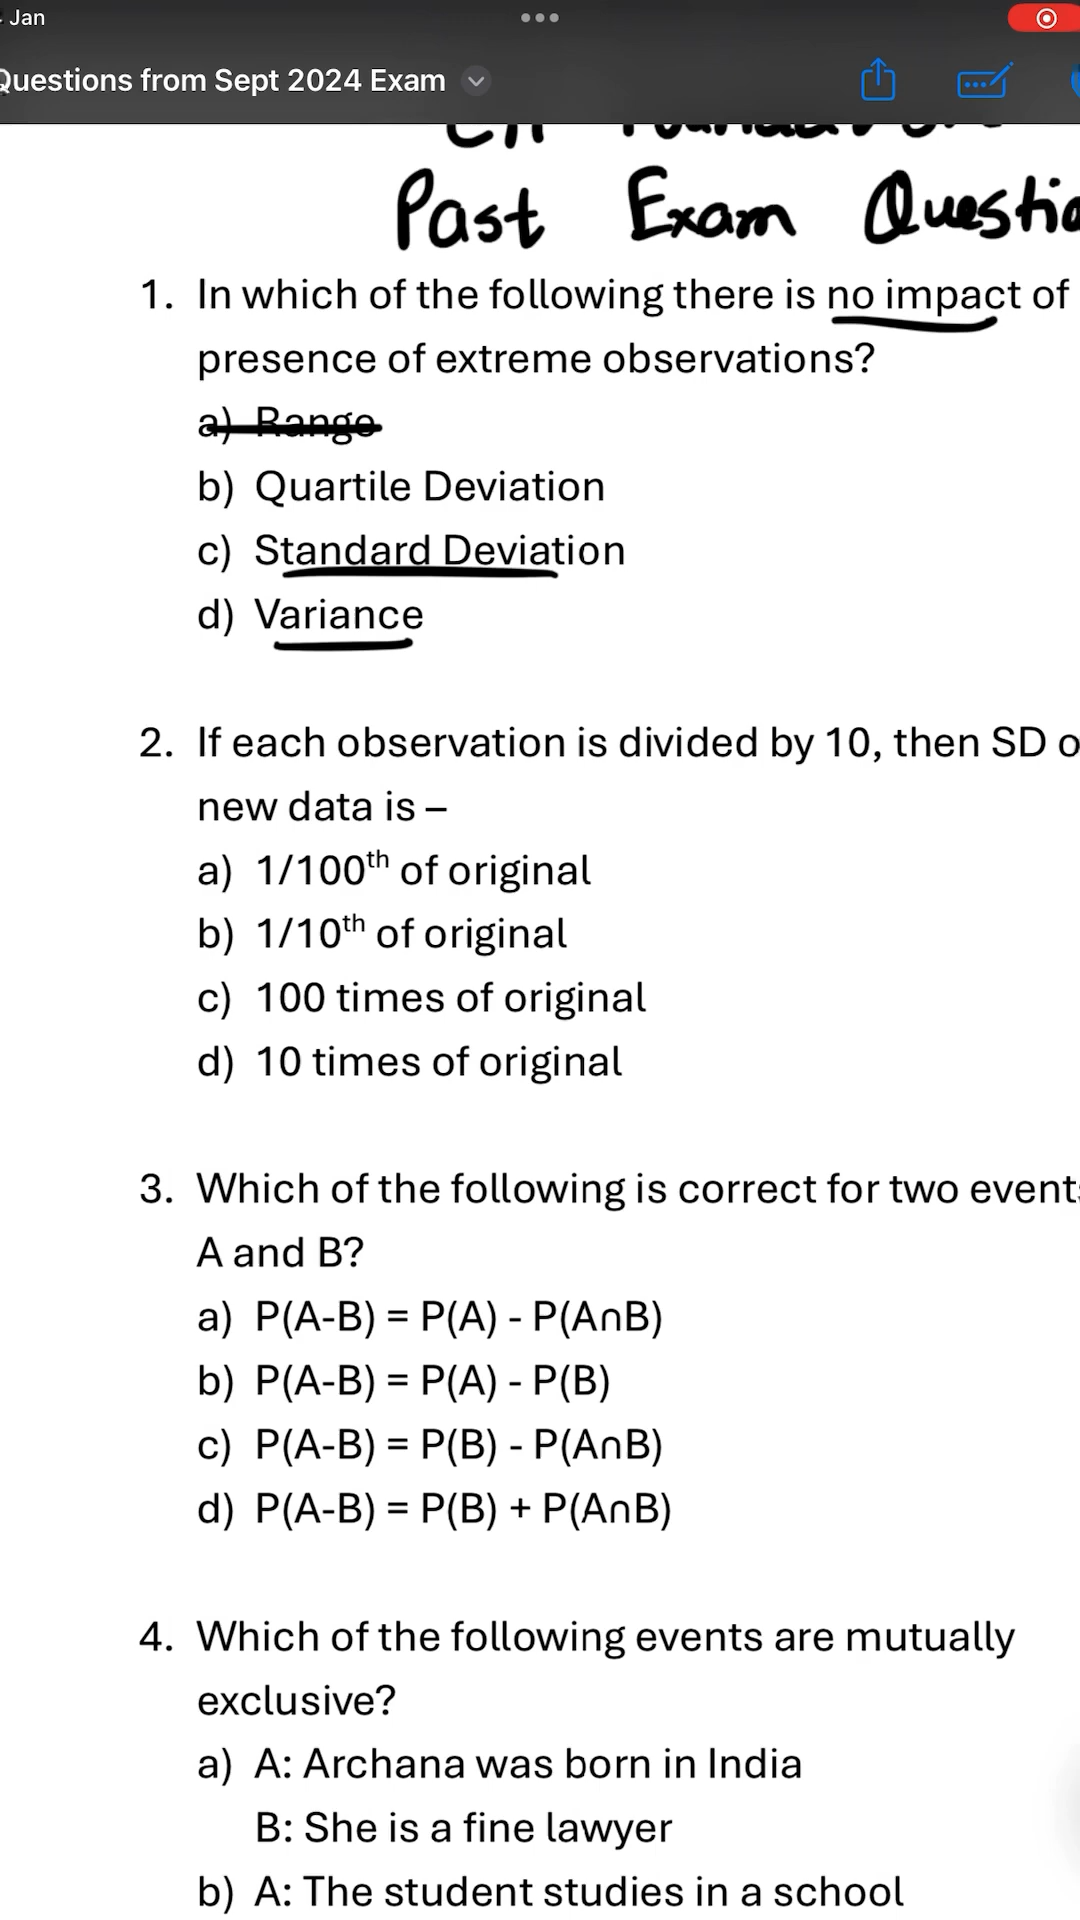 Jan
Questions from Sept 2024 Exam
Past Exam
1. In which of the following there is no impact of
presence of extreme observations?
a) Range
b) Quartile Deviation
c) Standard Deviation
d) Variance
2. If each observation is divided by 10, then SD
new data is –
a) 1/100th of original
b) 1/10th of original
c) 100 times of original
d) 10 times of original
3. Which of the following is correct for two
A and B?
a) P(A-B) = P(A) - P(A∩B)
b) P(A-B) = P(A) - P(B)
c) P(A-B) = P(B) - P(A∩B)
d) P(A-B) = P(B) + P(A∩B)
4. Which of the following events are mutually
exclusive?
a) A: Archana was born in India
B: She is a fine lawyer
b) A: The student studies in a school